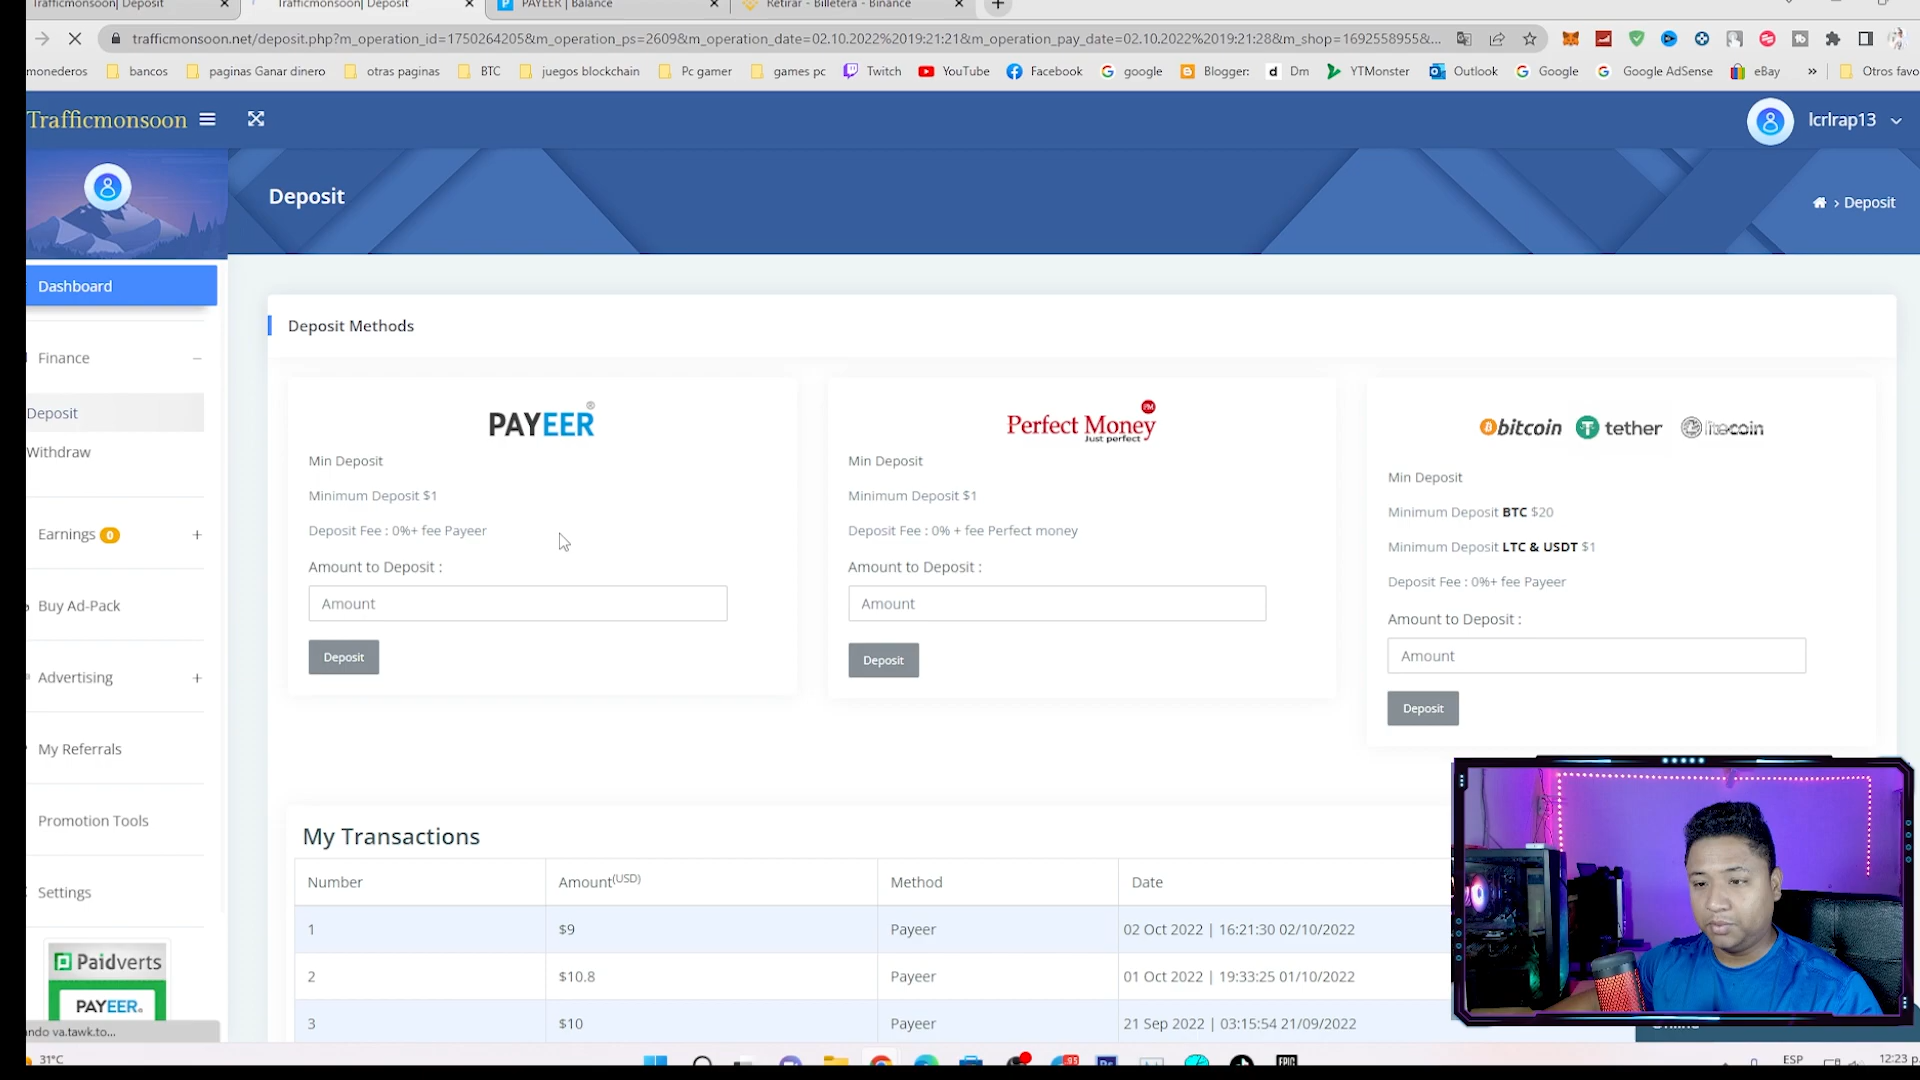 Trafficmonsoon| Deposit
Trafficmonsoon| Deposit
PAYEER | Balance
Retirar - Billetera - Binance
trafficmonsoon.net/deposit.php?m_operation_id=1750264205&m_operation_ps=2609&m_operation_date=02.10.2022%2019:21:21&m_operation_pay_date=02.10.2022%2019:21:28&m_shop=1692558955&...
monederos
bancos
paginas Ganar dinero
otras paginas
BTC
juegos blockchain
Pc gamer
games pc
Twitch
YouTube
Facebook
google
Blogger:
Dm
YTMonster
Outlook
Google
Google AdSense
eBay
»
Otros favo
Trafficmonsoon
lcrlrap13
Deposit
› Deposit
Dashboard
Finance
Deposit
Withdraw
Earnings 0
Buy Ad-Pack
Advertising
My Referrals
Promotion Tools
Settings
Paidverts
PAYEER.
ndo va.tawk.to...
Deposit Methods
PAYEER®
Min Deposit
Minimum Deposit $1
Deposit Fee : 0%+ fee Payeer
Amount to Deposit :
Amount
Deposit
Perfect Money PM
Just perfect
Min Deposit
Minimum Deposit $1
Deposit Fee : 0% + fee Perfect money
Amount to Deposit :
Amount
Deposit
bitcoin tether litecoin
Min Deposit
Minimum Deposit BTC $20
Minimum Deposit LTC & USDT $1
Deposit Fee : 0%+ fee Payeer
Amount to Deposit :
Amount
Deposit
My Transactions
Number Amount(USD) Method Date
1 $9 Payeer 02 Oct 2022 | 16:21:30 02/10/2022
2 $10.8 Payeer 01 Oct 2022 | 19:33:25 01/10/2022
3 $10 Payeer 21 Sep 2022 | 03:15:54 21/09/2022
31°C
95
EPIC
ESP
12:23 p.